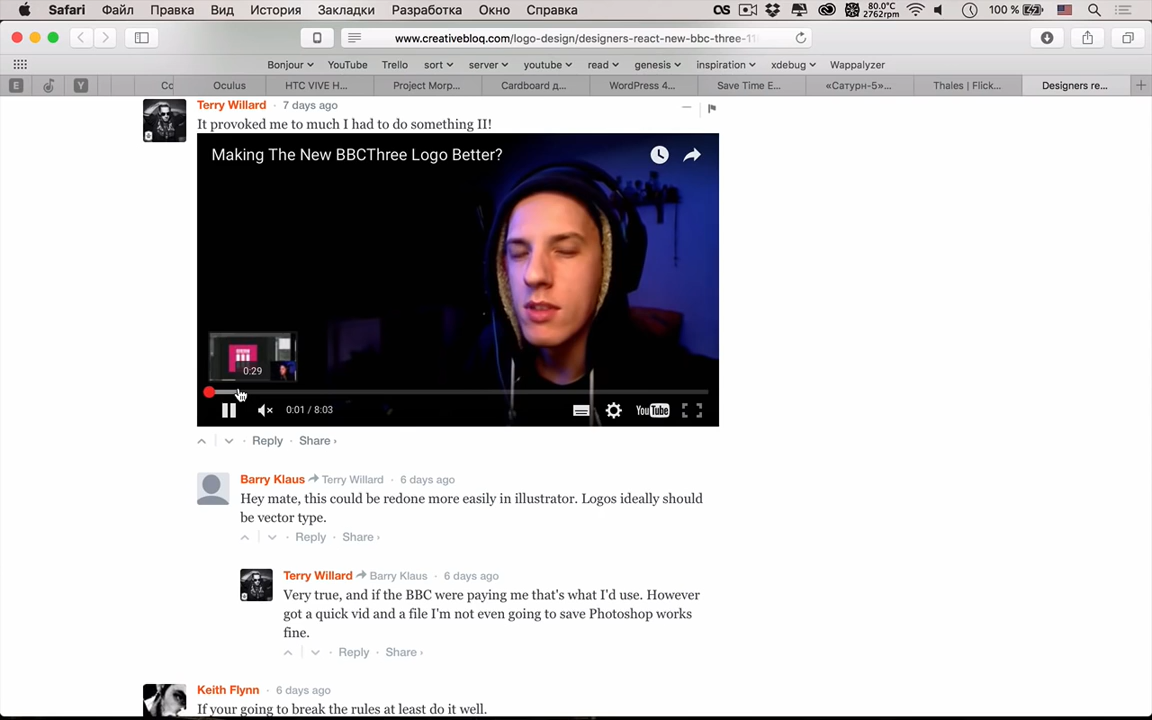 Safari Файл Правка Вид История Закладки Разработка Окно Справка 80.0°C 2762rpm 100 %
www.creativebloq.com/logo-design/designers-react-new-bbc-three-11
Bonjour YouTube Trello sort server youtube read genesis inspiration xdebug Wappalyzer
E Y Cc Oculus HTC VIVE H... Project Morp... Cardboard д... WordPress 4... Save Time E... «Сатурн-5»... Thales | Flick... Designers re...
Terry Willard · 7 days ago
It provoked me to much I had to do something II!
Making The New BBCThree Logo Better?
0:29
0:01 / 8:03 YouTube
Reply · Share ›
Barry Klaus Terry Willard · 6 days ago
Hey mate, this could be redone more easily in illustrator. Logos ideally should
be vector type.
Reply · Share ›
Terry Willard Barry Klaus · 6 days ago
Very true, and if the BBC were paying me that's what I'd use. However
got a quick vid and a file I'm not even going to save Photoshop works
fine.
Reply · Share ›
Keith Flynn · 6 days ago
If your going to break the rules at least do it well.